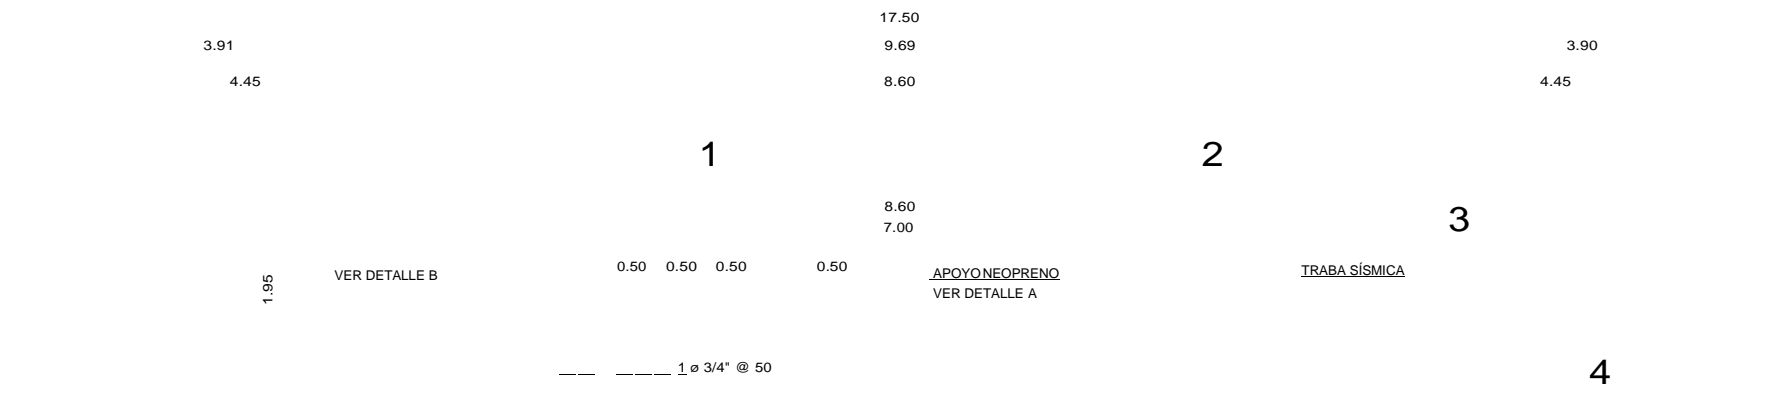 17.50
3.91 9.69 3.90
4.45 8.60 4.45
1 2
8.60
3
7.00
0.50 0.50 0.50 0.50
1.95 VER DETALLE B APOYO NEOPRENO TRABA SÍSMICA
VER DETALLE A
1 ø 3/4" @ 50
4